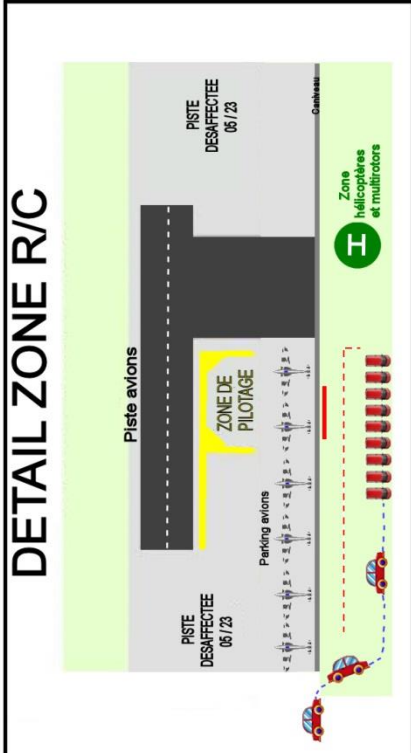 DETAIL ZONE R/C
PISTE
DESAFFECTEE
05 / 23
Piste avions
PISTE
DESAFFECTEE
05 / 23
ZONE DE
PILOTAGE
Parking avions
Caniveau
Zone
hélicoptères
et multirotors
H